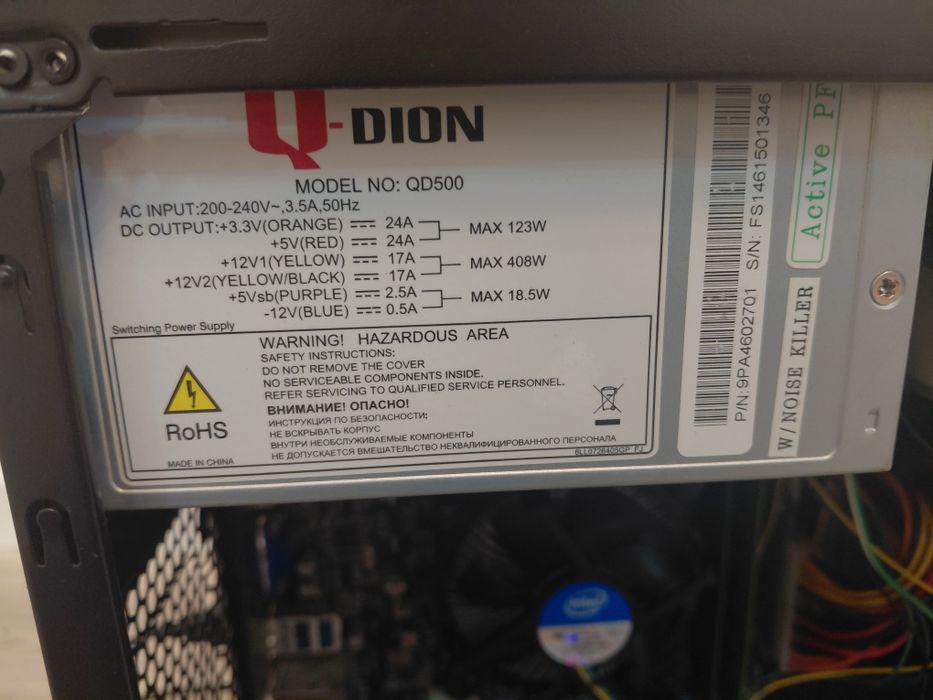 Q-DION
MODEL NO: QD500
AC INPUT:200-240V~,3.5A,50Hz
DC OUTPUT:+3.3V(ORANGE) 24A
+5V(RED) 24A
MAX 123W
+12V1(YELLOW) 17A
+12V2(YELLOW/BLACK) 17A
MAX 408W
+5Vsb(PURPLE) 2.5A
-12V(BLUE) 0.5A
MAX 18.5W
Switching Power Supply
WARNING! HAZARDOUS AREA
SAFETY INSTRUCTIONS:
DO NOT REMOVE THE COVER
NO SERVICEABLE COMPONENTS INSIDE.
REFER SERVICING TO QUALIFIED SERVICE PERSONNEL.
ВНИМАНИЕ! ОПАСНО!
ИНСТРУКЦИЯ ПО БЕЗОПАСНОСТИ:
НЕ ВСКРЫВАТЬ КОРПУС
ВНУТРИ НЕОБСЛУЖИВАЕМЫЕ КОМПОНЕНТЫ
НЕ ДОПУСКАЕТСЯ ВМЕШАТЕЛЬСТВО НЕКВАЛИФИЦИРОВАННОГО ПЕРСОНАЛА
RoHS
MADE IN CHINA
P/N:9PA4602701 S/N: FS1461501346
Active PF
W/NOISE KILLER
intel